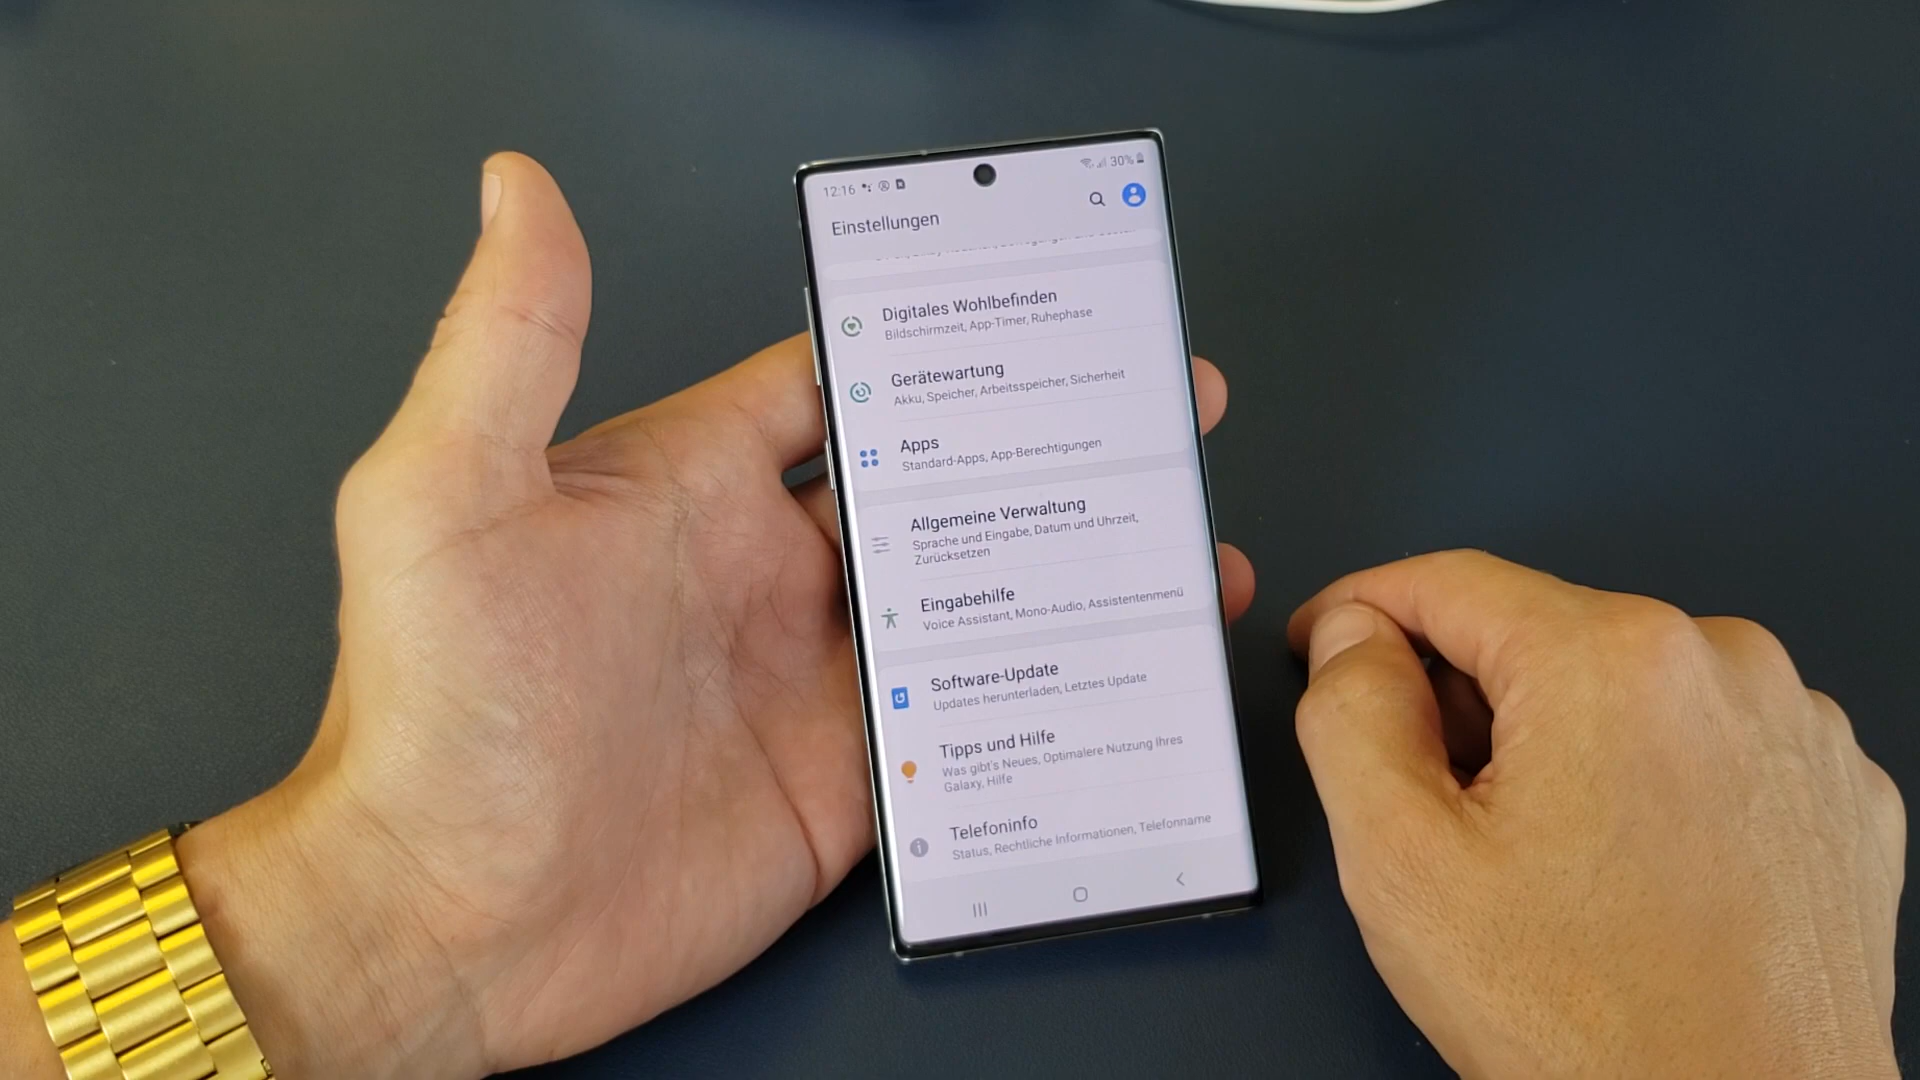 12:16
30%
Einstellungen
Digitales Wohlbefinden
Bildschirmzeit, App-Timer, Ruhephase
Gerätewartung
Akku, Speicher, Arbeitsspeicher, Sicherheit
Apps
Standard-Apps, App-Berechtigungen
Allgemeine Verwaltung
Sprache und Eingabe, Datum und Uhrzeit,
Zurücksetzen
Eingabehilfe
Voice Assistant, Mono-Audio, Assistentenmenü
Software-Update
Updates herunterladen, Letztes Update
Tipps und Hilfe
Was gibt's Neues, Optimalere Nutzung Ihres
Galaxy, Hilfe
Telefoninfo
Status, Rechtliche Informationen, Telefonname